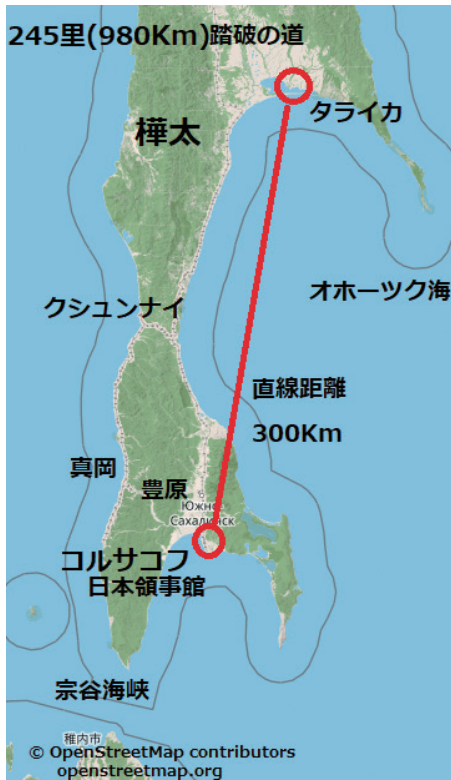 245里(980Km)踏破の道
タライカ
樺太
オホーツク海
クシュンナイ
直線距離
300Km
真岡
豊原
Южно-
Сахалинск
コルサコフ
日本領事館
宗谷海峡
稚内市
© OpenStreetMap contributors
openstreetmap.org